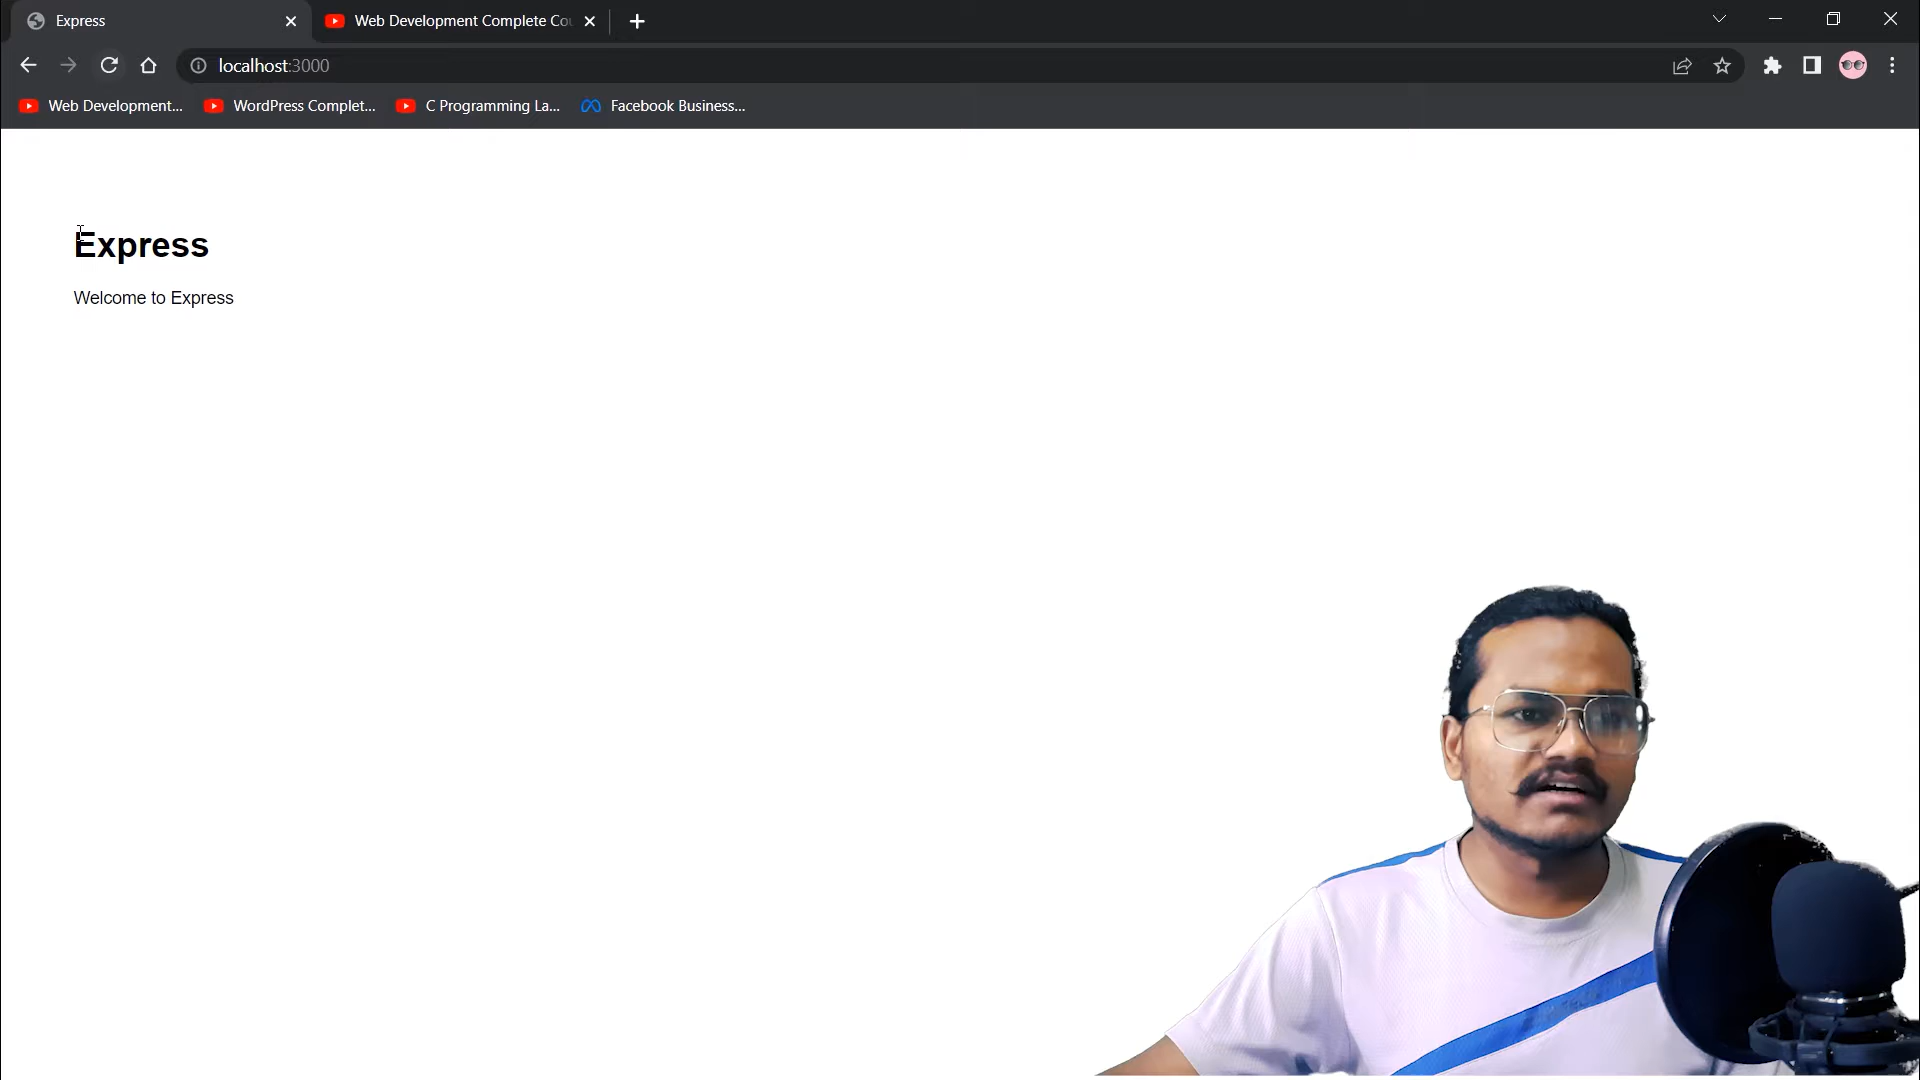 Express
Web Development Complete Co
localhost:3000
Web Development...
WordPress Complet...
C Programming La...
Facebook Business...
Express
Welcome to Express